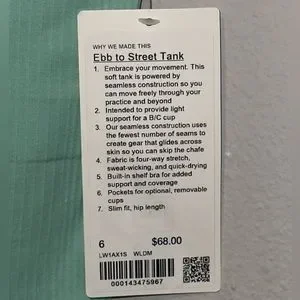 WHY WE MADE THIS
Ebb to Street Tank
1. Embrace your movement. This
soft tank is powered by
seamless construction so you
can move freely through your
practice and beyond
2. Intended to provide light
support for a B/C cup
3. Our seamless construction uses
the fewest number of seams to
create gear that glides across
skin so you can skip the chafe
4. Fabric is four-way stretch,
sweat-wicking, and quick-drying
5. Built-in shelf bra for added
support and coverage
6. Pockets for optional, removable
cups
7. Slim fit, hip length
6 $68.00
LW1AX1S WLDM
000143475967